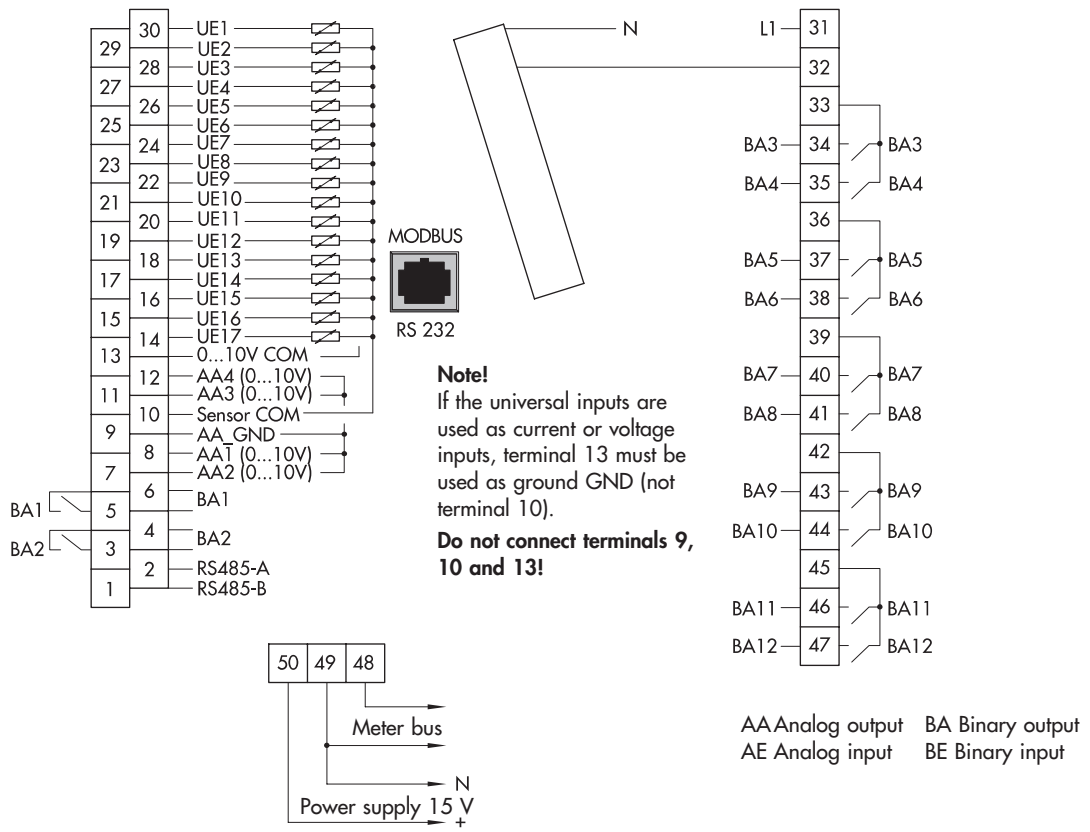 30 UE1
29 UE2
28 UE3
27 UE4
26 UE5
25 UE6
24 UE7
23 UE8
22 UE9
21 UE10
20 UE11
19 UE12
18 UE13
17 UE14
16 UE15
15 UE16
14 UE17
13 0...10V COM
12 AA4 (0...10V)
11 AA3 (0...10V)
10 Sensor COM
9 AA_GND
8 AA1 (0...10V)
7 AA2 (0...10V)
6 BA1
BA1 5
4 BA2
BA2 3
2 RS485-A
1 RS485-B
MODBUS
RS 232
N
Note!
If the universal inputs are
used as current or voltage
inputs, terminal 13 must be
used as ground GND (not
terminal 10).
Do not connect terminals 9,
10 and 13!
L1 31
32
33
BA3 34 BA3
BA4 35 BA4
36
BA5 37 BA5
BA6 38 BA6
39
BA7 40 BA7
BA8 41 BA8
42
BA9 43 BA9
BA10 44 BA10
45
BA11 46 BA11
BA12 47 BA12
50 49 48
Meter bus
N
Power supply 15 V
+
AA Analog output BA Binary output
AE Analog input BE Binary input